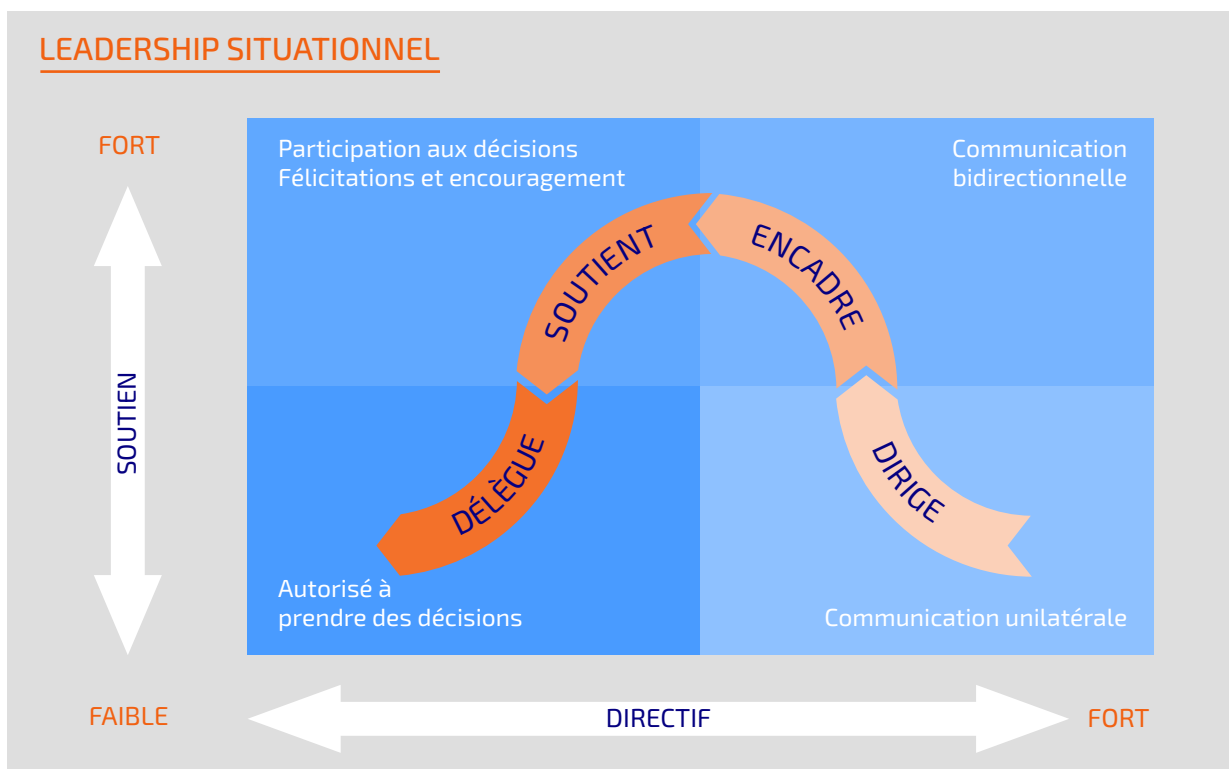 LEADERSHIP SITUATIONNEL
FORT
Participation aux décisions
Félicitations et encouragement
Communication
bidirectionnelle
SOUTIENT
ENCADRE
SOUTIEN
DÉLÈGUE
DIRIGE
Autorisé à
prendre des décisions
Communication unilatérale
FAIBLE
DIRECTIF
FORT